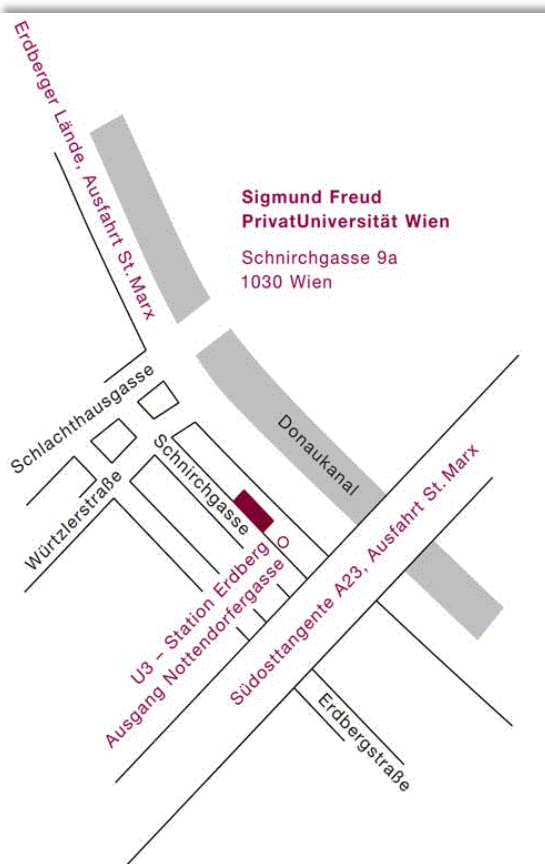 Erdberger Lände, Ausfahrt St. Marx
Sigmund Freud
PrivatUniversität Wien
Schnirchgasse 9a
1030 Wien
Schlachthausgasse
Würtzlerstraße
Schnirchgasse
Donaukanal
U3 – Station Erdberg
Ausgang Nottendorfergasse
Südosttangente A23, Ausfahrt St. Marx
Erdbergstraße